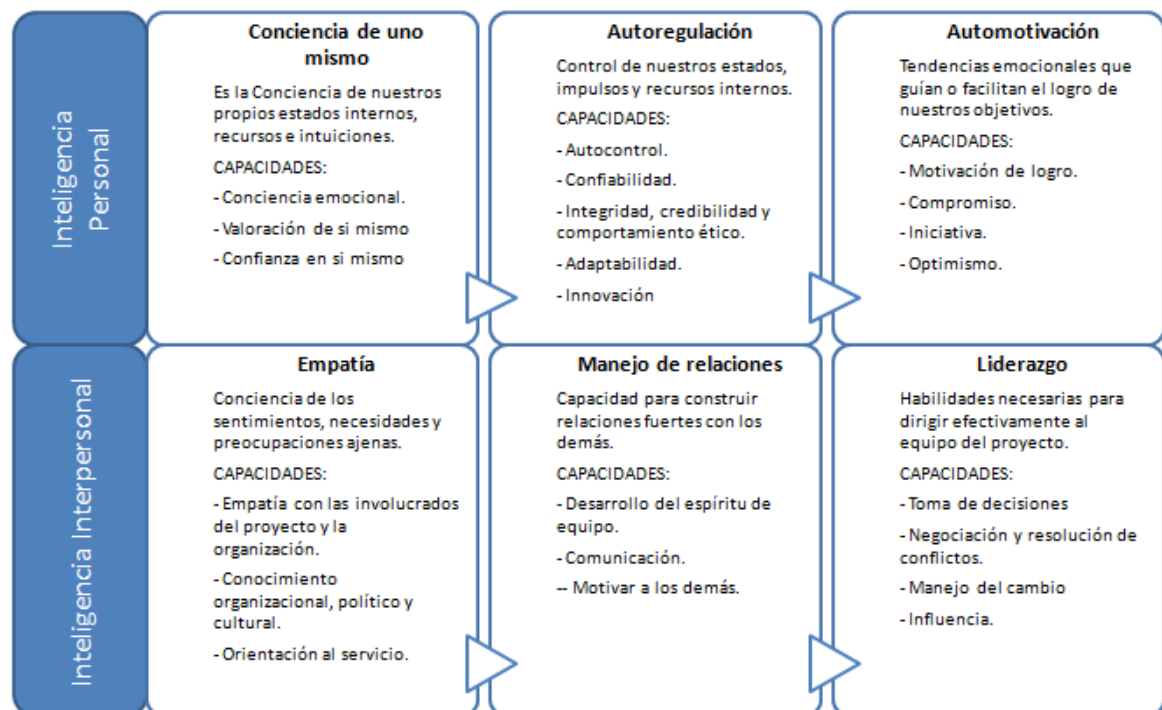 Inteligencia
Personal
Conciencia de uno
mismo
Es la Conciencia de nuestros
propios estados internos,
recursos e intuiciones.
CAPACIDADES:
- Conciencia emocional.
- Valoración de si mismo
- Confianza en si mismo
Autoregulación
Control de nuestros estados,
impulsos y recursos internos.
CAPACIDADES:
- Autocontrol.
- Confiabilidad.
- Integridad, credibilidad y
comportamiento ético.
- Adaptabilidad.
- Innovación
Automotivación
Tendencias emocionales que
guían o facilitan el logro de
nuestros objetivos.
CAPACIDADES:
- Motivación de logro.
- Compromiso.
- Iniciativa.
- Optimismo.
Inteligencia Interpersonal
Empatía
Conciencia de los
sentimientos, necesidades y
preocupaciones ajenas.
CAPACIDADES:
- Empatía con las involucrados
del proyecto y la
organización.
- Conocimiento
organizacional, político y
cultural.
- Orientación al servicio.
Manejo de relaciones
Capacidad para construir
relaciones fuertes con los
demás.
CAPACIDADES:
- Desarrollo del espíritu de
equipo.
- Comunicación.
-- Motivar a los demás.
Liderazgo
Habilidades necesarias para
dirigir efectivamente al
equipo del proyecto.
CAPACIDADES:
- Toma de decisiones
- Negociación y resolución de
conflictos.
- Manejo del cambio
- Influencia.